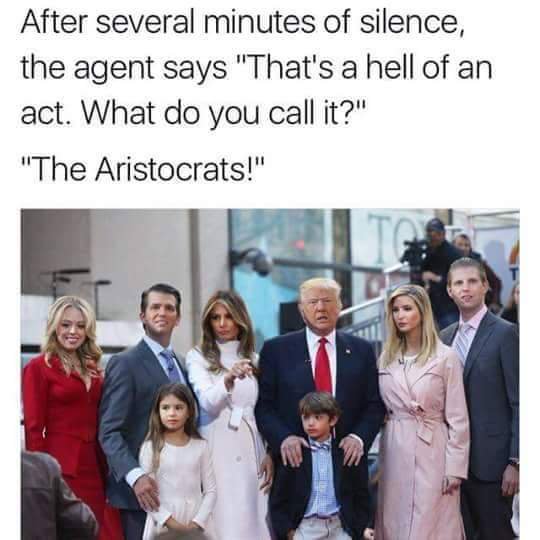 After several minutes of silence,
the agent says "That's a hell of an
act. What do you call it?"
"The Aristocrats!"
TO